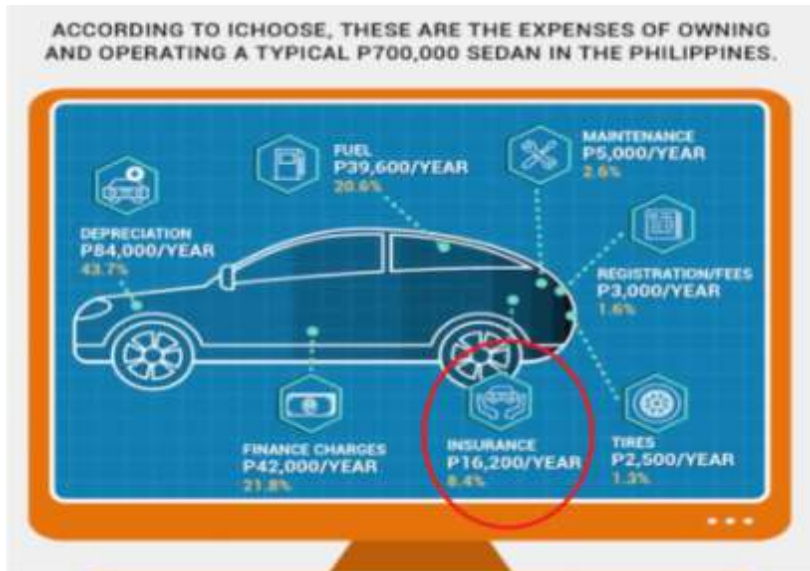 ACCORDING TO ICHOOSE, THESE ARE THE EXPENSES OF OWNING
AND OPERATING A TYPICAL P700,000 SEDAN IN THE PHILIPPINES.
DEPRECIATION
P84,000/YEAR
43.7%
FUEL
P39,600/YEAR
20.6%
MAINTENANCE
P5,000/YEAR
2.6%
REGISTRATION/FEES
P3,000/YEAR
1.6%
FINANCE CHARGES
P42,000/YEAR
21.8%
INSURANCE
P16,200/YEAR
8.4%
TIRES
P2,500/YEAR
1.3%